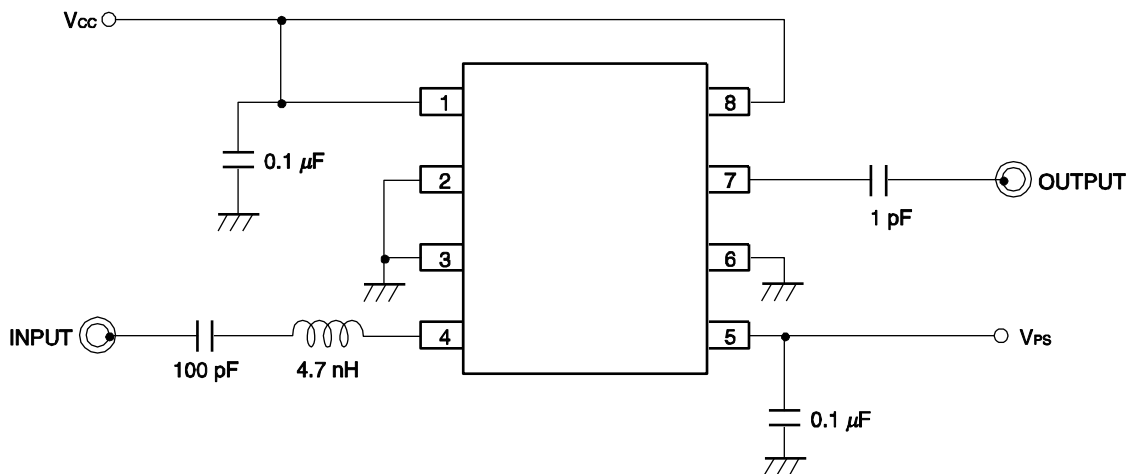 Vcc
1
8
0.1 μF
2
7
OUTPUT
1 pF
3
6
INPUT
4
5
VPS
100 pF
4.7 nH
0.1 μF